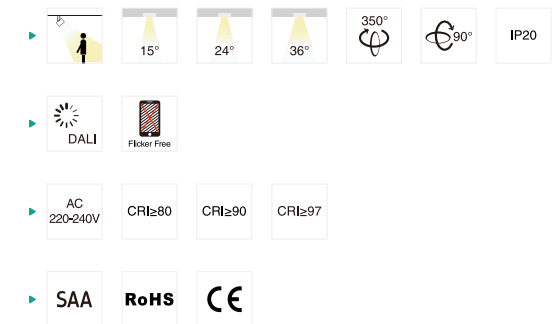 15°
24°
36°
350°
90°
IP20
DALI
Flicker Free
AC
220-240V
CRI≥80
CRI≥90
CRI≥97
SAA
RoHS
CE